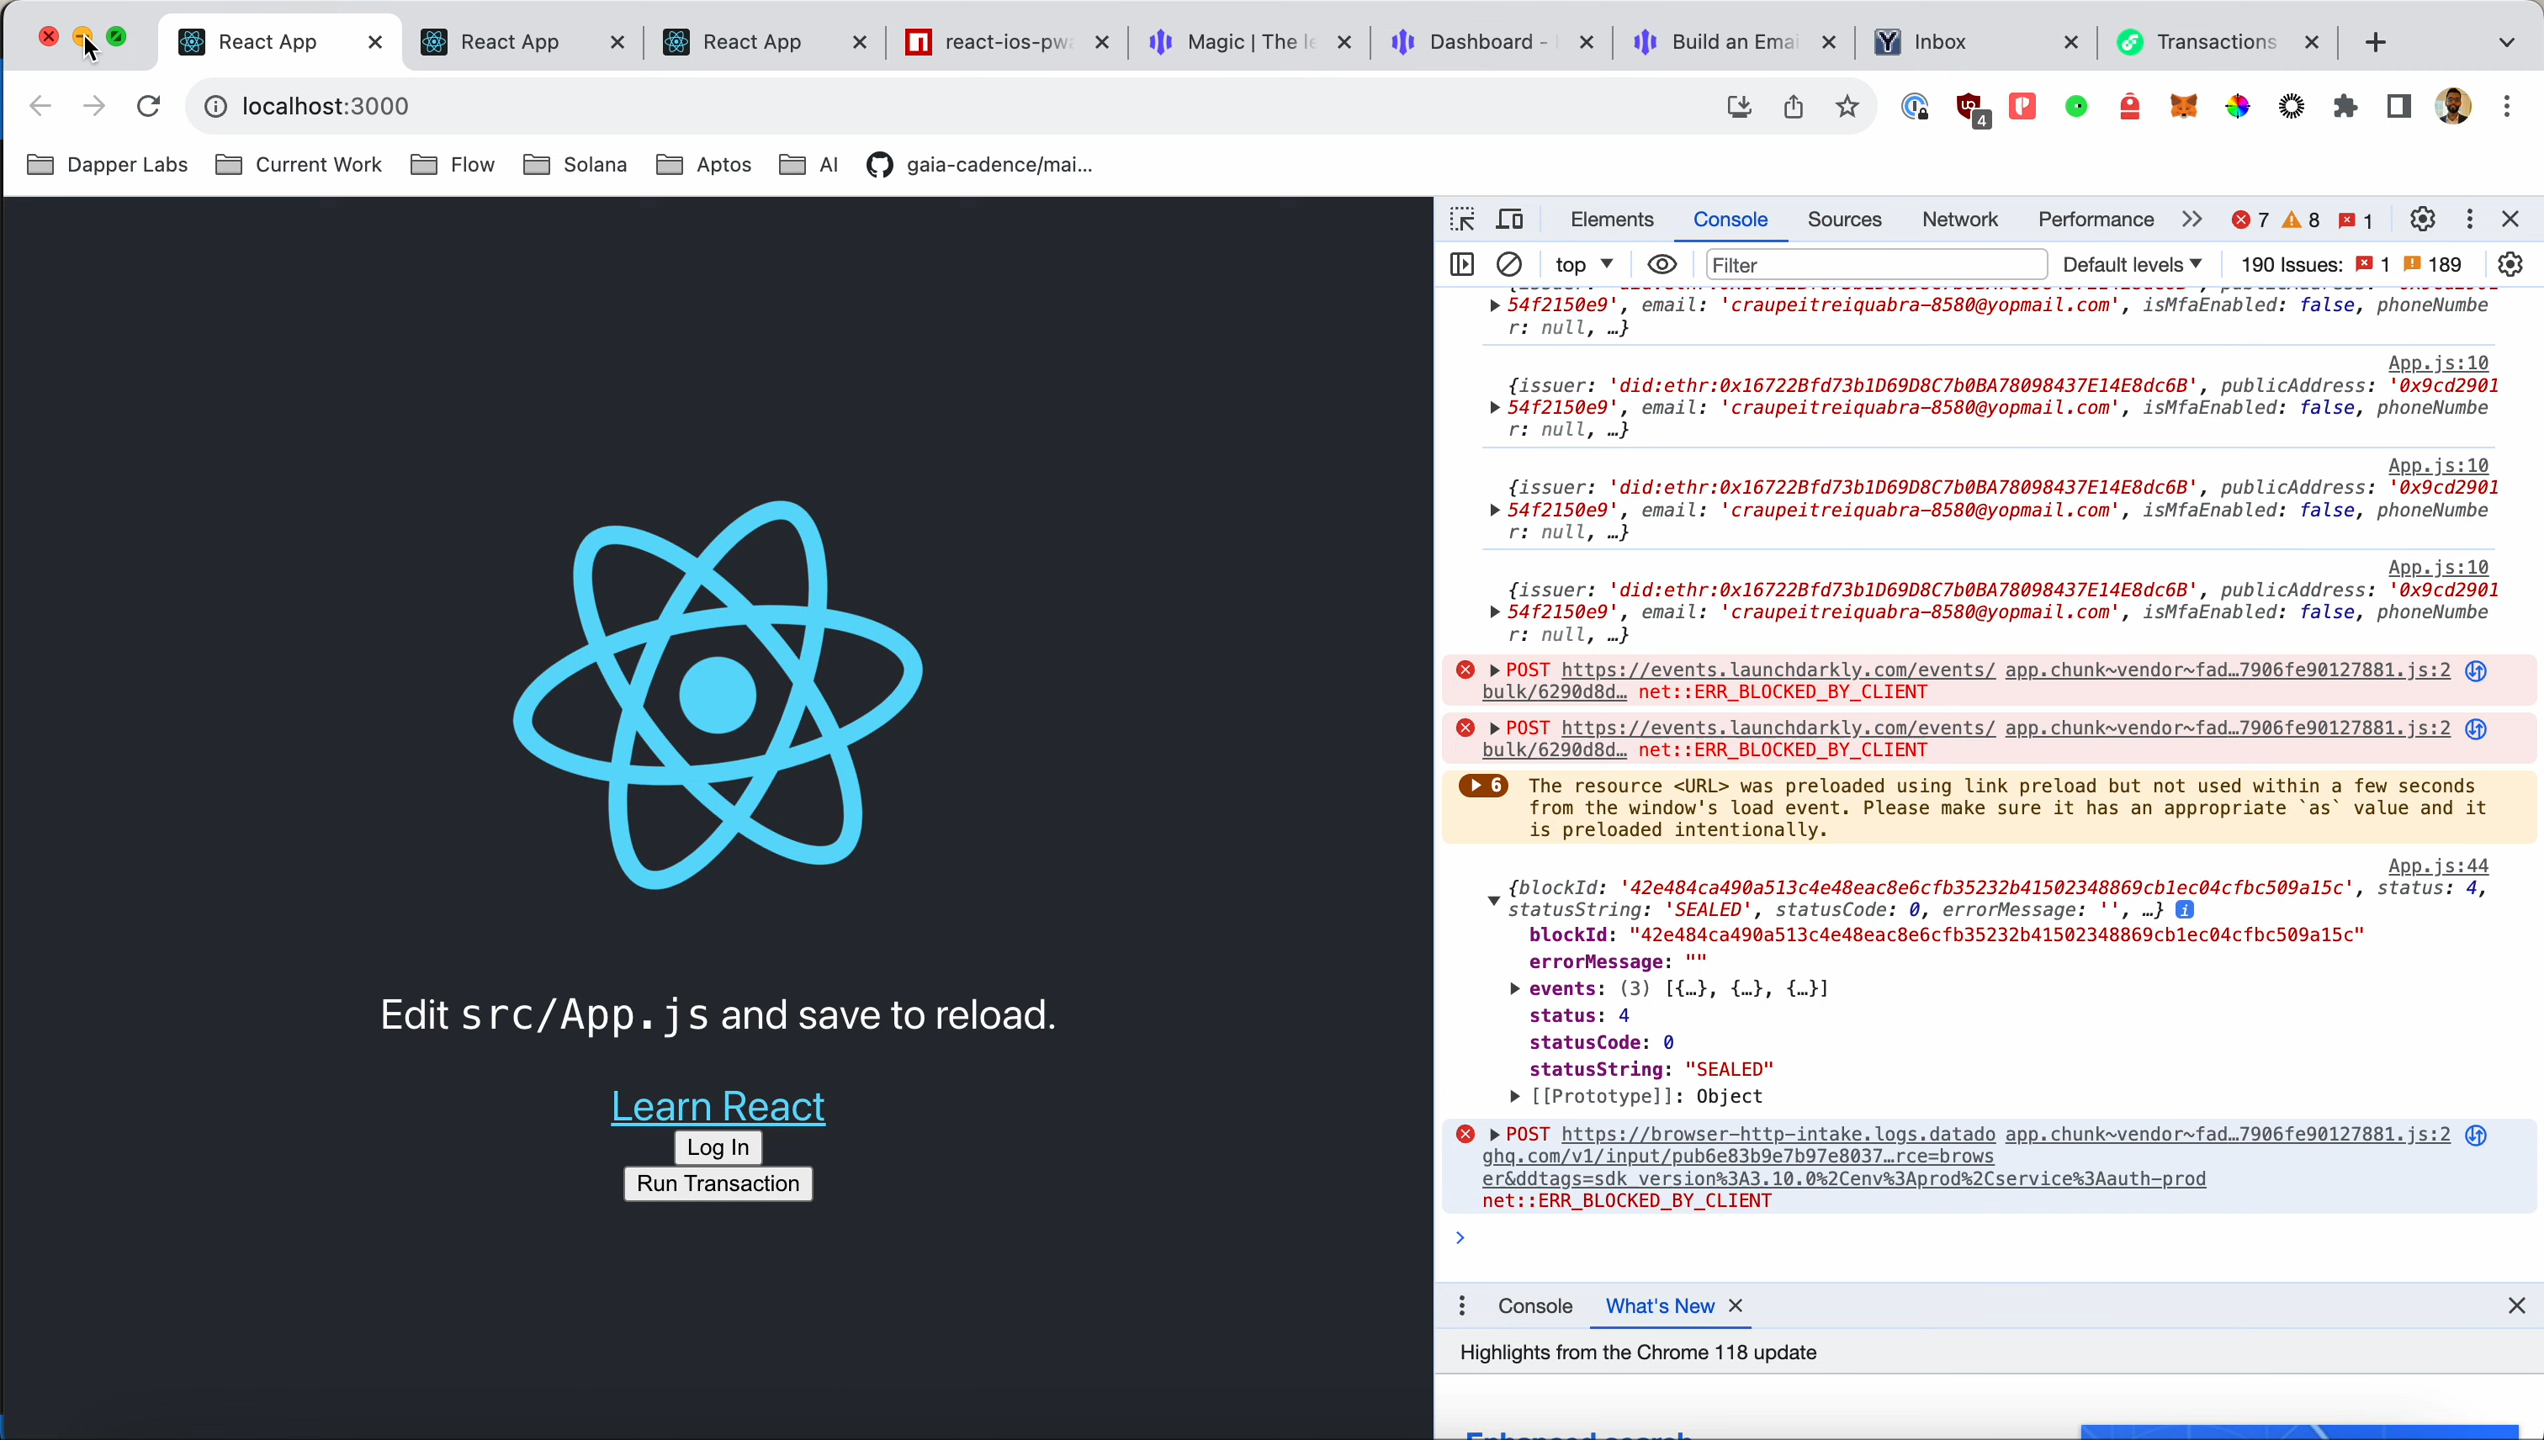 React App
React App
React App
react-ios-pwa
Magic | The le
Dashboard -
Build an Emai
Inbox
Transactions
localhost:3000
4
Dapper Labs
Current Work
Flow
Solana
Aptos
AI
gaia-cadence/mai...
Elements Console Sources Network Performance 7 8 1
top Filter Default levels 190 Issues: 1 189
54f2150e9', email: 'craupeitreiquabra-8580@yopmail.com', isMfaEnabled: false, phoneNumbe
r: null, …}
App.js:10
{issuer: 'did:ethr:0x16722Bfd73b1D69D8C7b0BA78098437E14E8dc6B', publicAddress: '0x9cd2901
54f2150e9', email: 'craupeitreiquabra-8580@yopmail.com', isMfaEnabled: false, phoneNumbe
r: null, …}
App.js:10
{issuer: 'did:ethr:0x16722Bfd73b1D69D8C7b0BA78098437E14E8dc6B', publicAddress: '0x9cd2901
54f2150e9', email: 'craupeitreiquabra-8580@yopmail.com', isMfaEnabled: false, phoneNumbe
r: null, …}
App.js:10
{issuer: 'did:ethr:0x16722Bfd73b1D69D8C7b0BA78098437E14E8dc6B', publicAddress: '0x9cd2901
54f2150e9', email: 'craupeitreiquabra-8580@yopmail.com', isMfaEnabled: false, phoneNumbe
r: null, …}
POST https://events.launchdarkly.com/events/ app.chunk~vendor~fad…7906fe90127881.js:2
bulk/6290d8d… net::ERR_BLOCKED_BY_CLIENT
POST https://events.launchdarkly.com/events/ app.chunk~vendor~fad…7906fe90127881.js:2
bulk/6290d8d… net::ERR_BLOCKED_BY_CLIENT
6 The resource <URL> was preloaded using link preload but not used within a few seconds
from the window's load event. Please make sure it has an appropriate `as` value and it
is preloaded intentionally.
App.js:44
{blockId: '42e484ca490a513c4e48eac8e6cfb35232b41502348869cb1ec04cfbc509a15c', status: 4,
statusString: 'SEALED', statusCode: 0, errorMessage: '', …}
blockId: "42e484ca490a513c4e48eac8e6cfb35232b41502348869cb1ec04cfbc509a15c"
errorMessage: ""
events: (3) [{…}, {…}, {…}]
status: 4
statusCode: 0
statusString: "SEALED"
[[Prototype]]: Object
POST https://browser-http-intake.logs.datado app.chunk~vendor~fad…7906fe90127881.js:2
ghq.com/v1/input/pub6e83b9e7b97e8037…rce=brows
er&ddtags=sdk_version%3A3.10.0%2Cenv%3Aprod%2Cservice%3Aauth-prod
net::ERR_BLOCKED_BY_CLIENT
Console What's New
Highlights from the Chrome 118 update
Enhanced search
Edit src/App.js and save to reload.
Learn React
Log In
Run Transaction